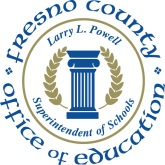 Fresno County
Larry L. Powell
Superintendent of Schools
Office of Education